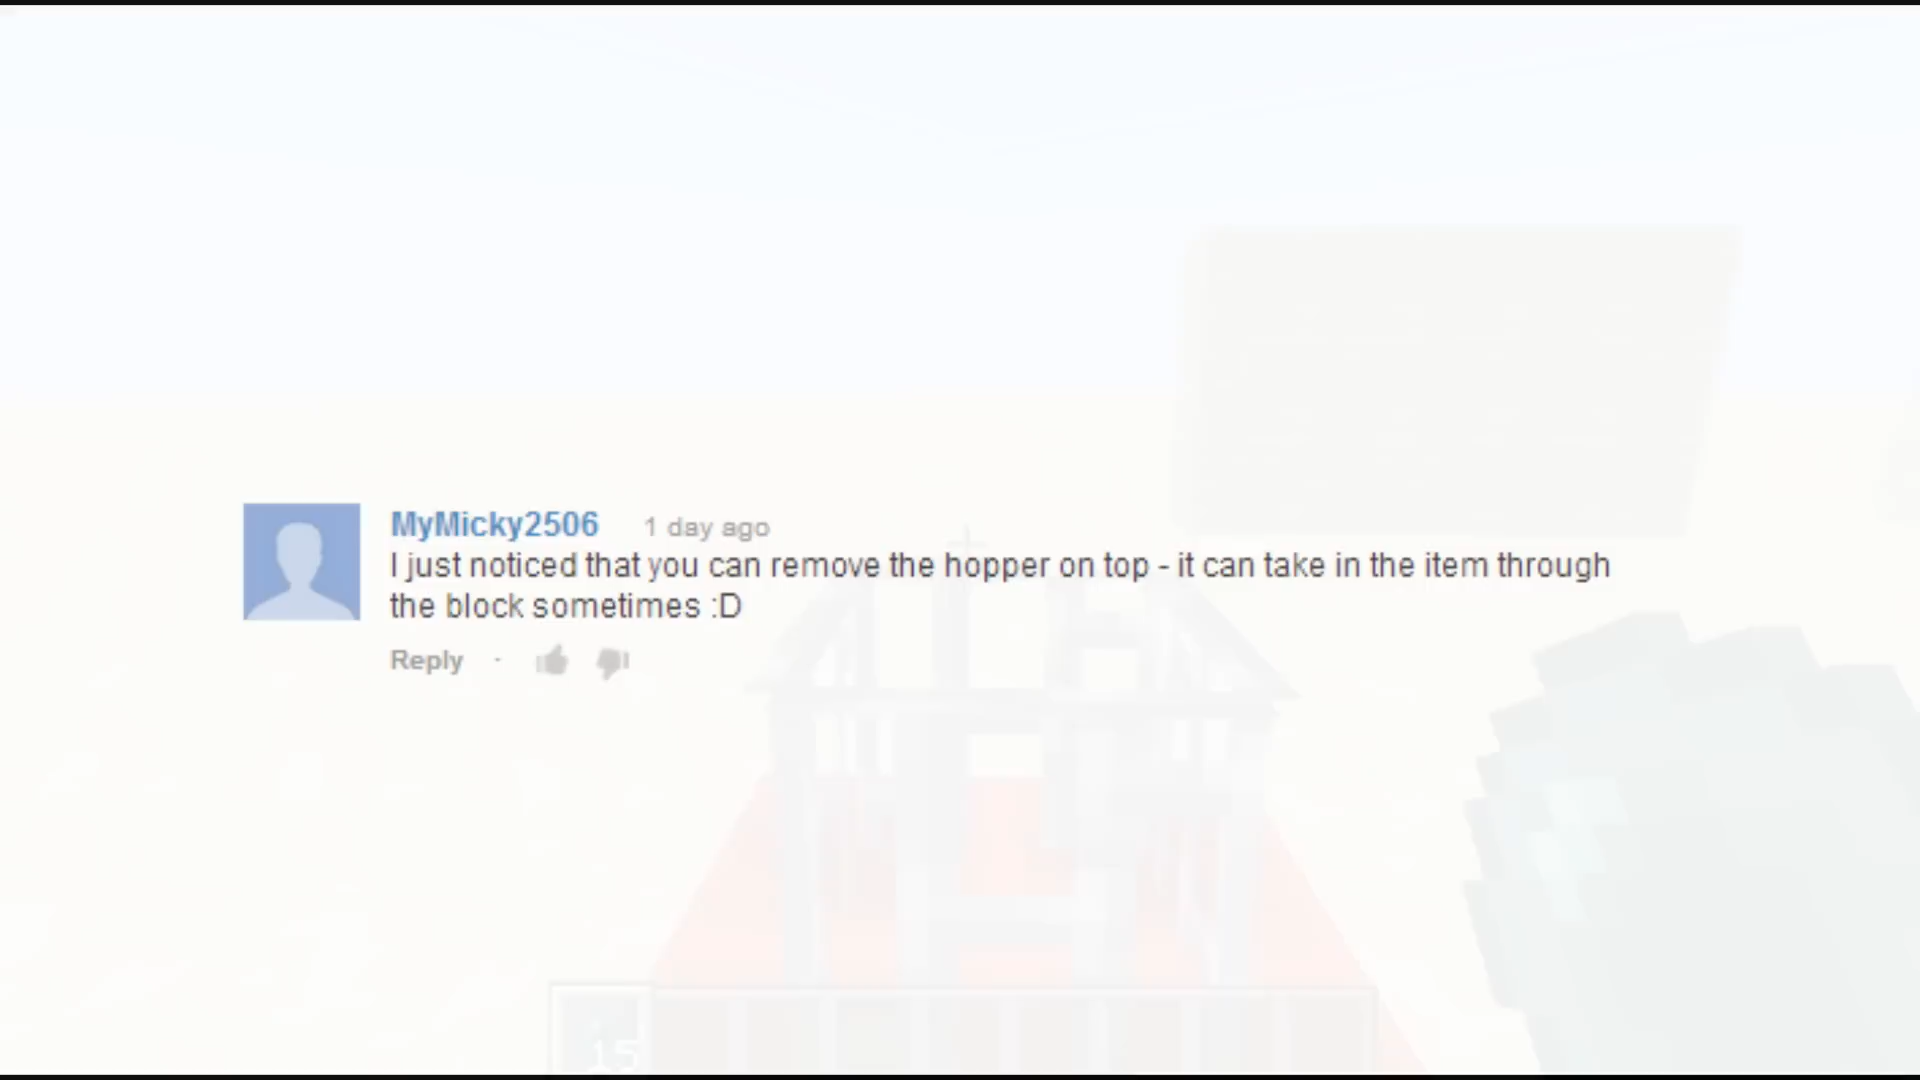 MyMicky2506 1 day ago
I just noticed that you can remove the hopper on top - it can take in the item through
the block sometimes :D
Reply ·
15